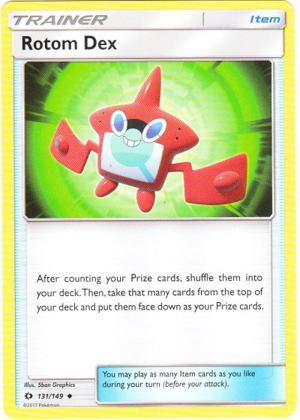 TRAINER Item
Rotom Dex
After counting your Prize cards, shuffle them into
your deck. Then, take that many cards from the top of
your deck and put them face down as your Prize cards.
Illus. Sban Graphics
131/149
©2017 Pokémon
You may play as many Item cards as you like
during your turn (before your attack).